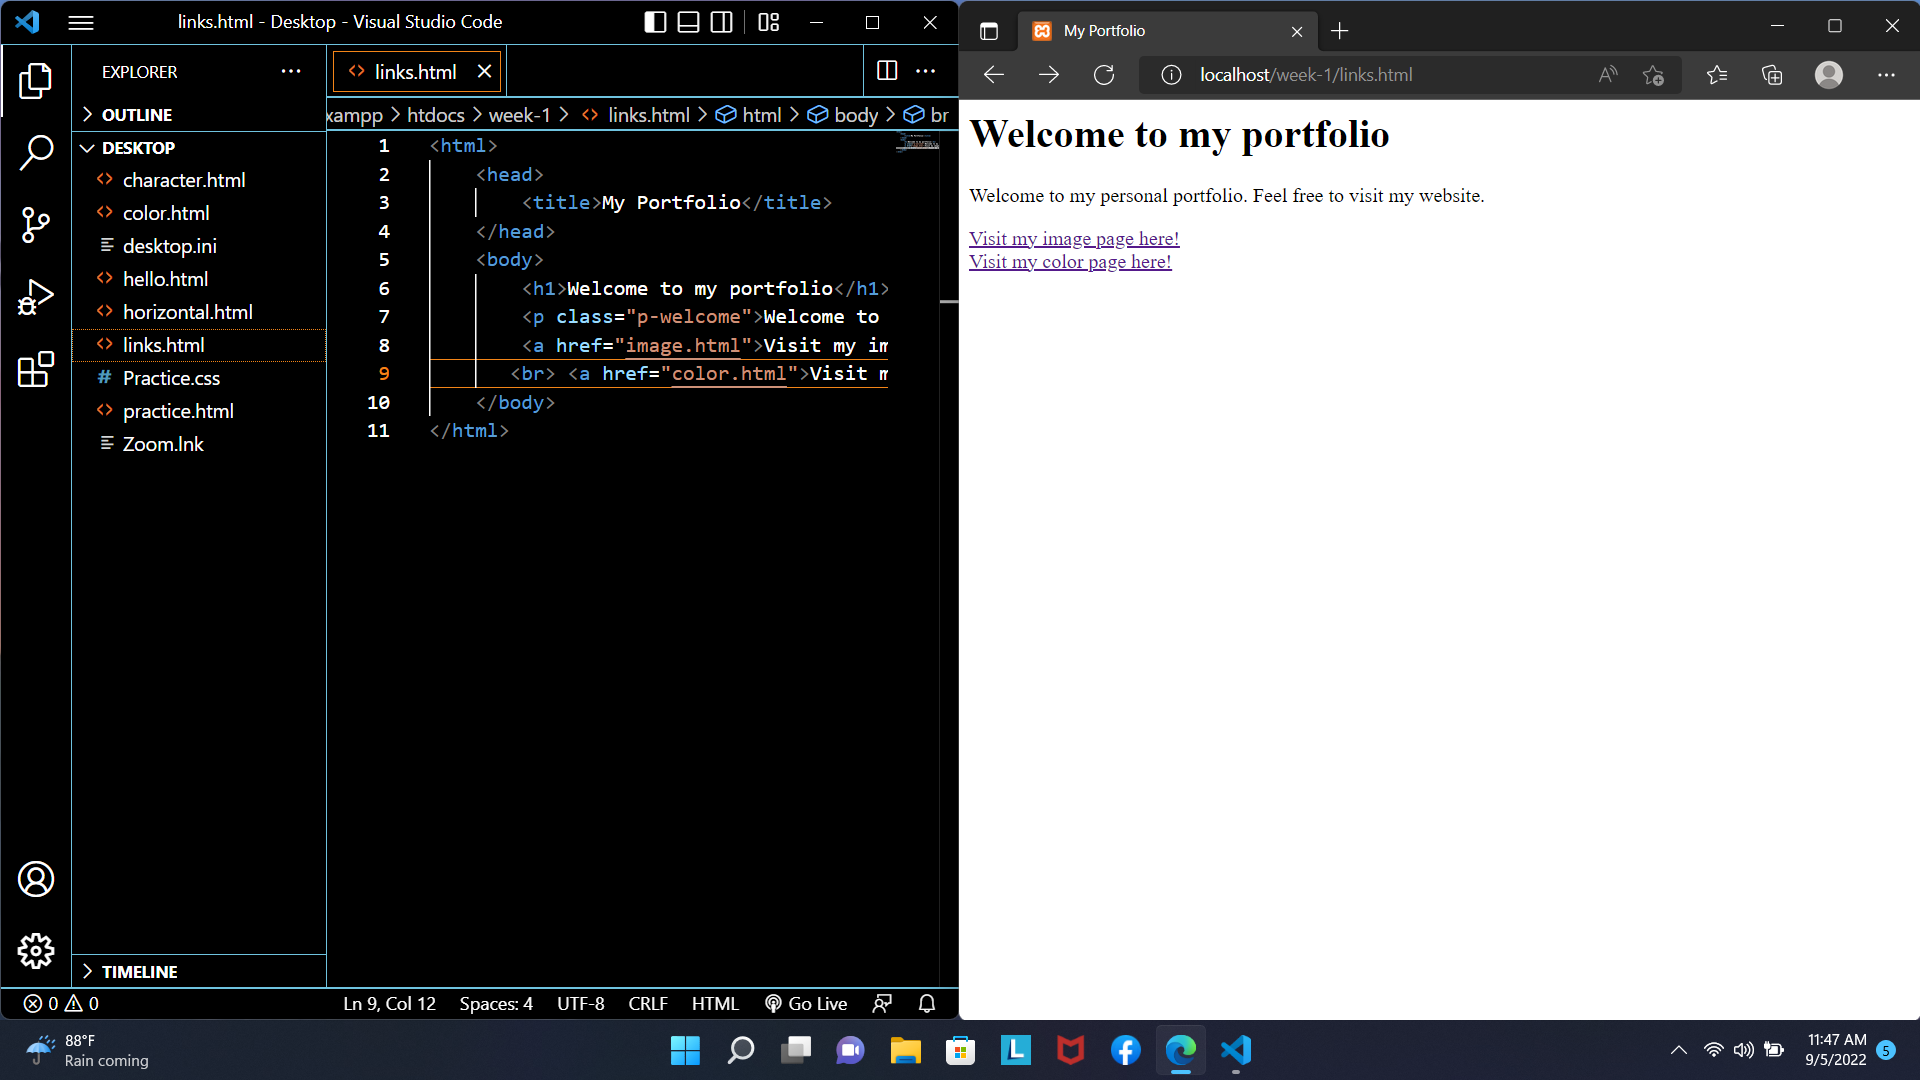 links.html - Desktop - Visual Studio Code
EXPLORER
OUTLINE
DESKTOP
character.html
color.html
desktop.ini
hello.html
horizontal.html
links.html
Practice.css
practice.html
Zoom.lnk
TIMELINE
links.html
xampp > htdocs > week-1 > links.html > html > body > br
1 <html>
2 <head>
3 <title>My Portfolio</title>
4 </head>
5 <body>
6 <h1>Welcome to my portfolio</h1>
7 <p class="p-welcome">Welcome to
8 <a href="image.html">Visit my im
9 <br> <a href="color.html">Visit m
10 </body>
11 </html>
0 0
Ln 9, Col 12 Spaces: 4 UTF-8 CRLF HTML Go Live
My Portfolio
localhost/week-1/links.html
Welcome to my portfolio
Welcome to my personal portfolio. Feel free to visit my website.
Visit my image page here!
Visit my color page here!
88°F
Rain coming
11:47 AM
9/5/2022
5